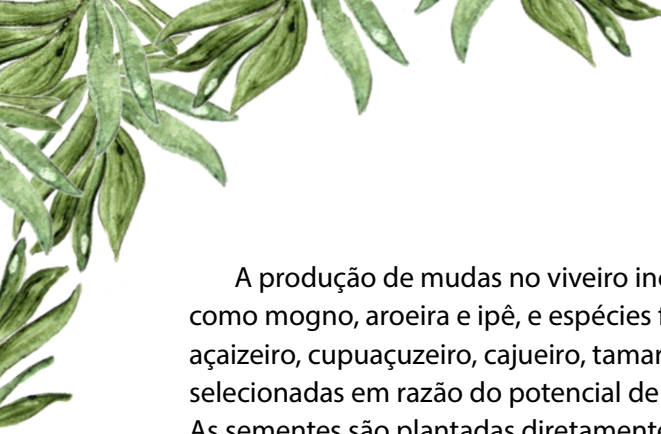 A produção de mudas no viveiro
como mogno, aroeira e ipê, e espécies
açaizeiro, cupuaçuzeiro, cajueiro,
selecionadas em razão do potencial de
As sementes são plantadas diretamente